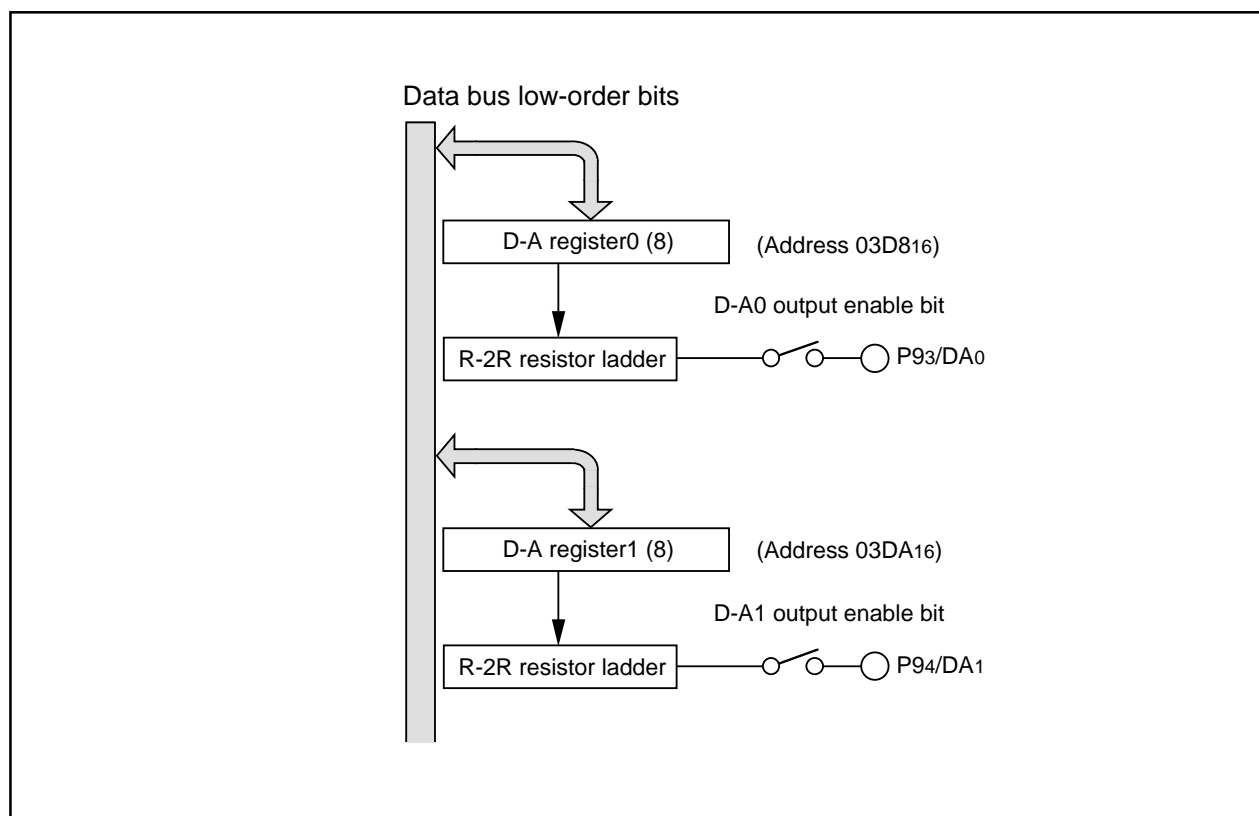 Data bus low-order bits
D-A register0 (8)
(Address 03D816)
D-A0 output enable bit
R-2R resistor ladder
P93/DA0
D-A register1 (8)
(Address 03DA16)
D-A1 output enable bit
R-2R resistor ladder
P94/DA1